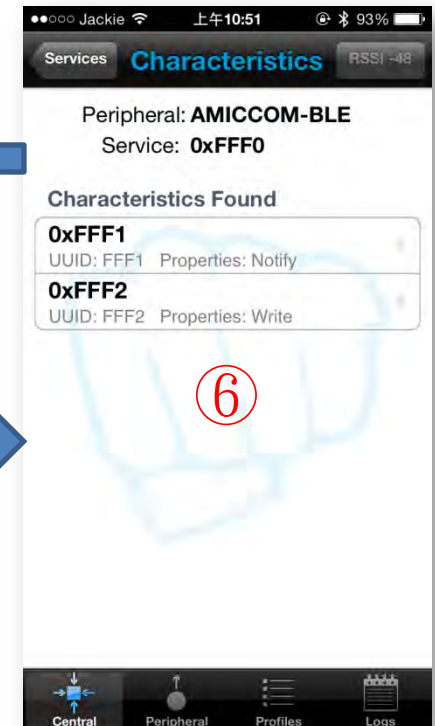 ●●○○○ Jackie 上午10:51 93%
Services Characteristics RSSI -48
Peripheral: AMICCOM-BLE
Service: 0xFFF0
Characteristics Found
0xFFF1
UUID: FFF1 Properties: Notify
0xFFF2
UUID: FFF2 Properties: Write
⑥
Central Peripheral Profiles Logs